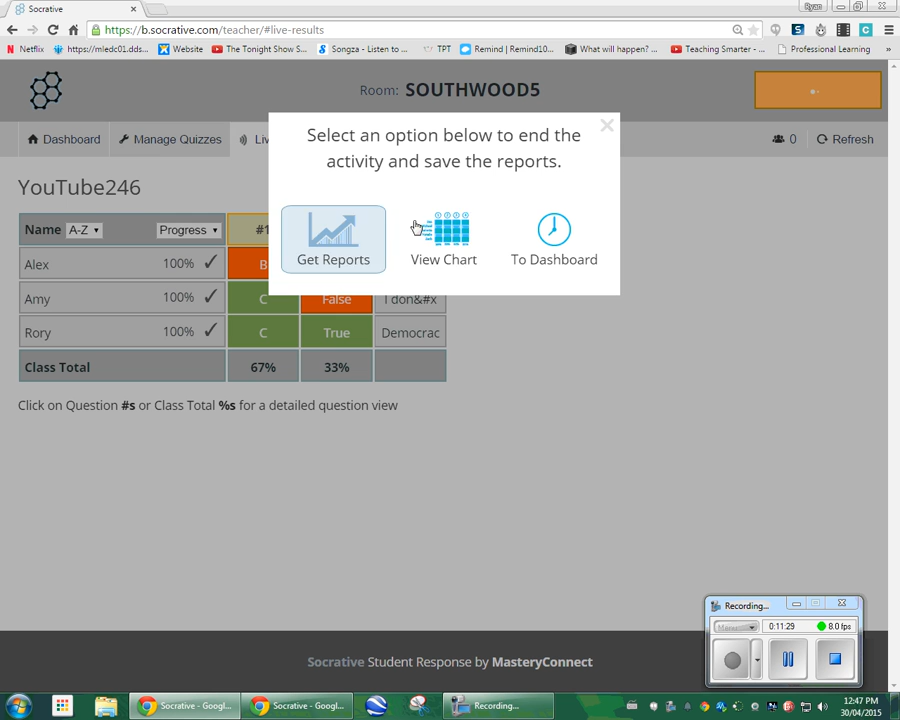 Socrative
Ryan
https://b.socrative.com/teacher/#live-results
Netflix
https://mledc01.dds...
Website
The Tonight Show S...
Songza - Listen to ...
TPT
Remind | Remind10...
What will happen? ...
Teaching Smarter - ...
Professional Learning
»
Room: SOUTHWOOD5
Dashboard
Manage Quizzes
Liv
0
Refresh
Select an option below to end the
activity and save the reports.
Get Reports
View Chart
To Dashboard
YouTube246
Name A-Z Progress #1
Alex 100% B
Amy 100% C False I don&#x
Rory 100% C True Democrac
Class Total 67% 33%
Click on Question #s or Class Total %s for a detailed question view
Socrative Student Response by MasteryConnect
Recording...
0:11:29
8.0 fps
Socrative - Googl...
Socrative - Googl...
Recording...
12:47 PM
30/04/2015